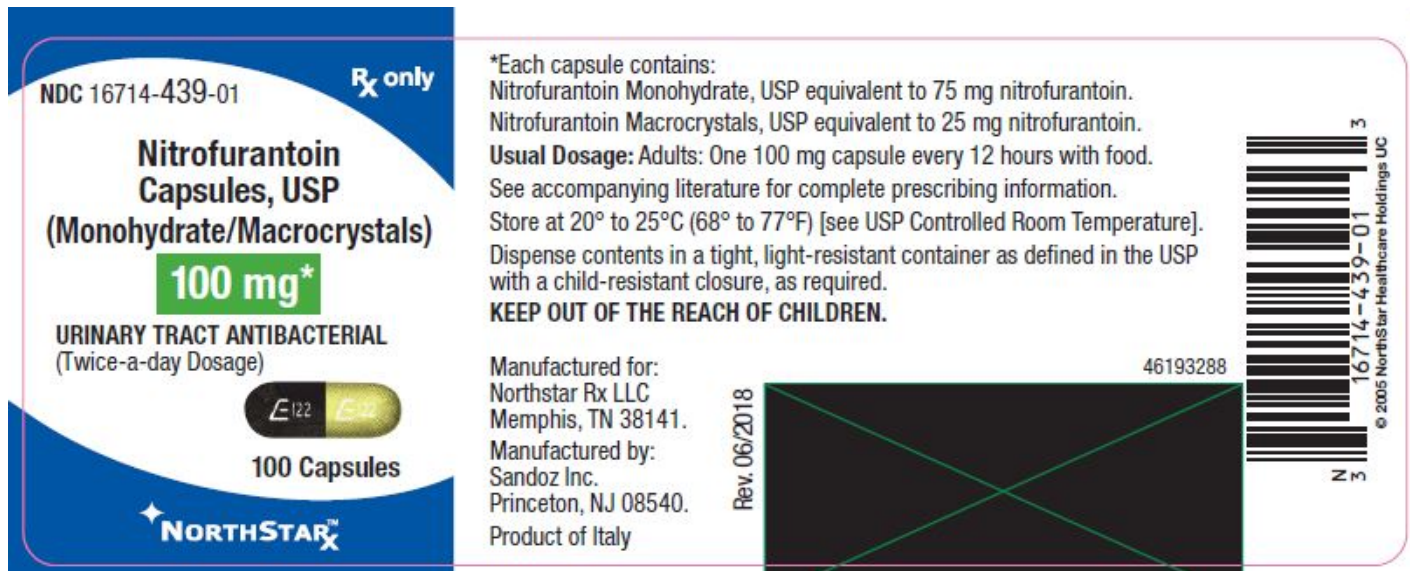 NDC 16714-439-01
Rx only
Nitrofurantoin
Capsules, USP
(Monohydrate/Macrocrystals)
100 mg*
URINARY TRACT ANTIBACTERIAL
(Twice-a-day Dosage)
E122 E122
100 Capsules
NORTHSTARx™
*Each capsule contains:
Nitrofurantoin Monohydrate, USP equivalent to 75 mg nitrofurantoin.
Nitrofurantoin Macrocrystals, USP equivalent to 25 mg nitrofurantoin.
Usual Dosage: Adults: One 100 mg capsule every 12 hours with food.
See accompanying literature for complete prescribing information.
Store at 20° to 25°C (68° to 77°F) [see USP Controlled Room Temperature].
Dispense contents in a tight, light-resistant container as defined in the USP
with a child-resistant closure, as required.
KEEP OUT OF THE REACH OF CHILDREN.
Manufactured for:
Northstar Rx LLC
Memphis, TN 38141.
Manufactured by:
Sandoz Inc.
Princeton, NJ 08540.
Product of Italy
Rev. 06/2018
46193288
N
3 16714-439-01 3
© 2005 NorthStar Healthcare Holdings UC